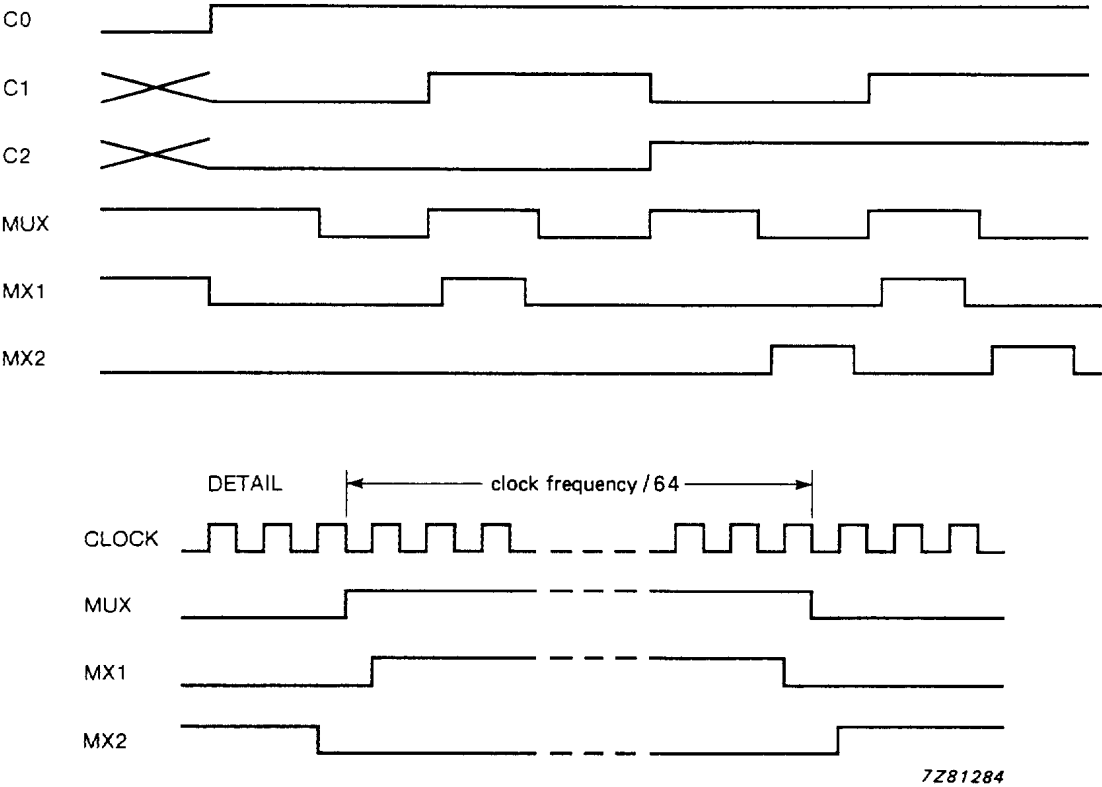 C0
C1
C2
MUX
MX1
MX2
DETAIL
clock frequency/64
CLOCK
MUX
MX1
MX2
7Z81284